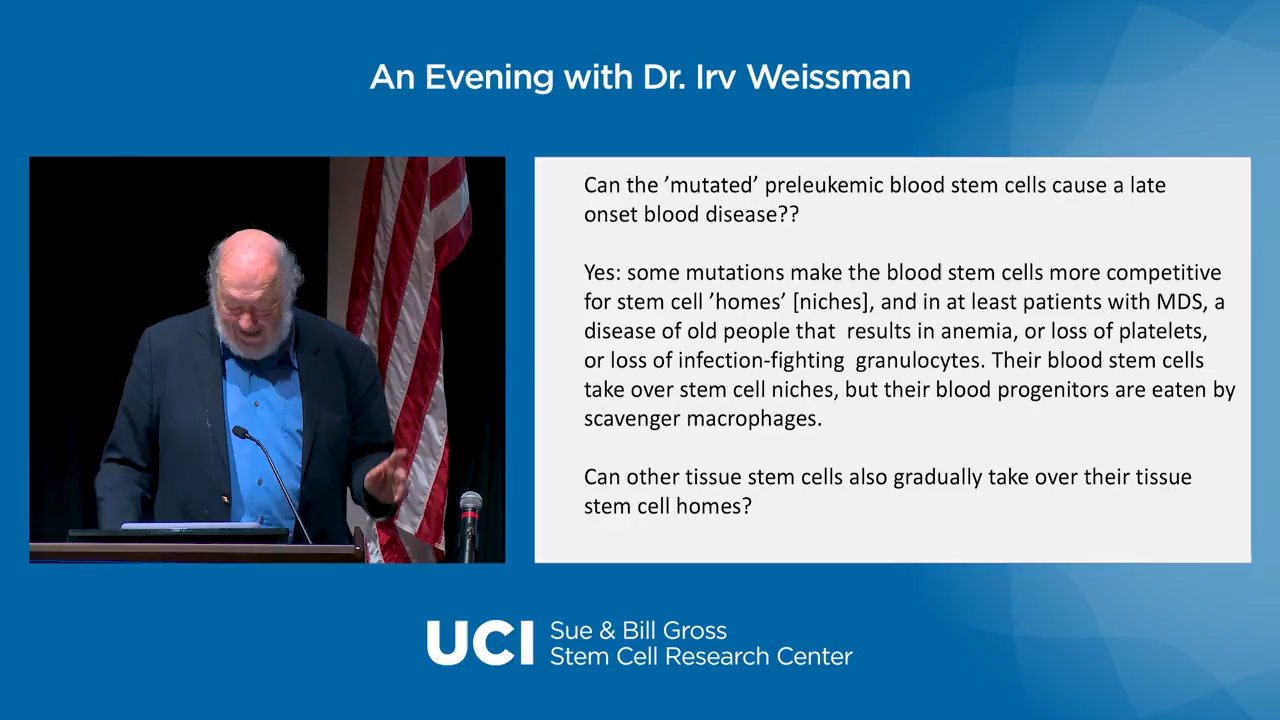 An Evening with Dr. Irv Weissman
Can the ’mutated’ preleukemic blood stem cells cause a late
onset blood disease??
Yes: some mutations make the blood stem cells more competitive
for stem cell ’homes’ [niches], and in at least patients with MDS, a
disease of old people that results in anemia, or loss of platelets,
or loss of infection-fighting granulocytes. Their blood stem cells
take over stem cell niches, but their blood progenitors are eaten by
scavenger macrophages.
Can other tissue stem cells also gradually take over their tissue
stem cell homes?
UCI
Sue & Bill Gross
Stem Cell Research Center